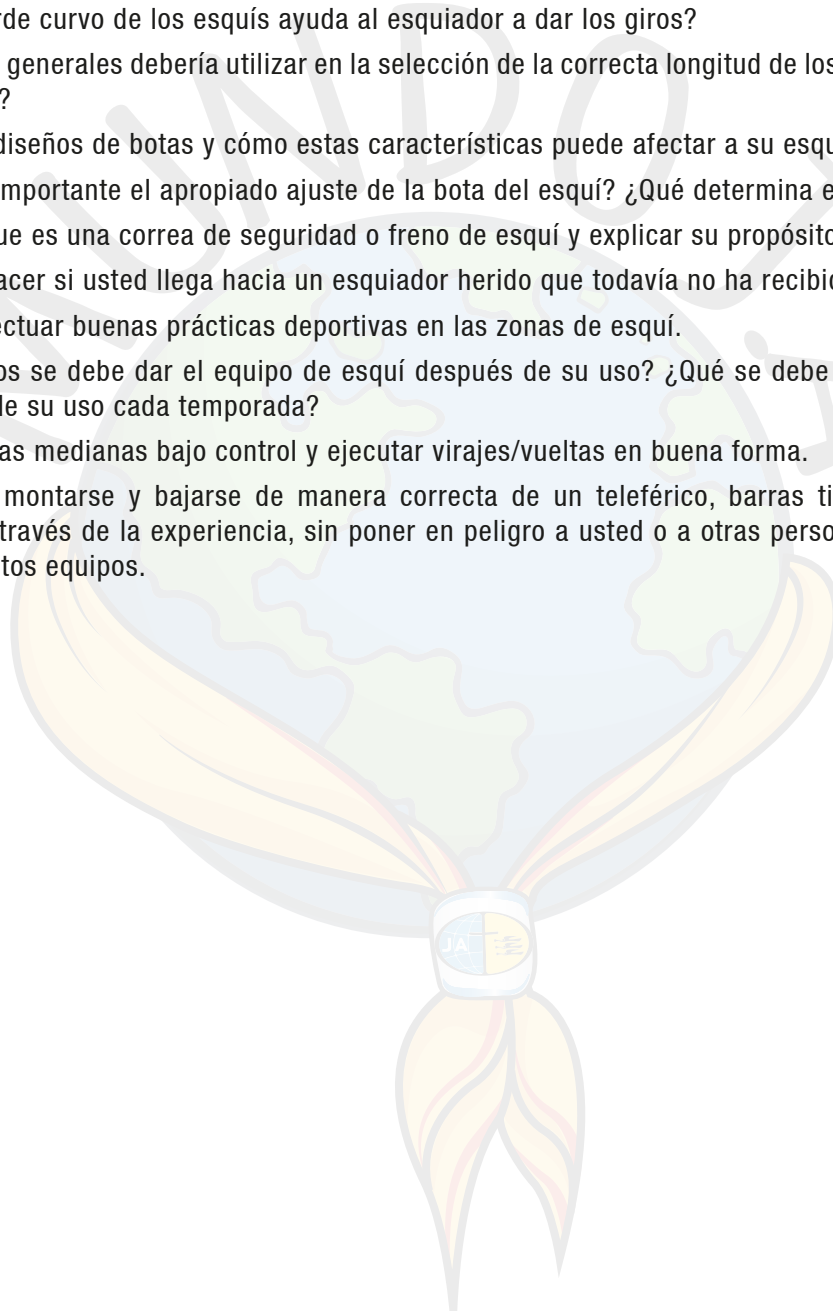 rde curvo de los esquís ayuda al esquiador a dar los giros?
generales debería utilizar en la selección de la correcta longitud de los
?
diseños de botas y cómo estas características puede afectar a su esqu
importante el apropiado ajuste de la bota del esquí? ¿Qué determina e
ue es una correa de seguridad o freno de esquí y explicar su propósito
acer si usted llega hacia un esquiador herido que todavía no ha recibid
ectuar buenas prácticas deportivas en las zonas de esquí.
os se debe dar el equipo de esquí después de su uso? ¿Qué se debe
de su uso cada temporada?
as medianas bajo control y ejecutar virajes/vueltas en buena forma.
montarse y bajarse de manera correcta de un teleférico, barras ti
través de la experiencia, sin poner en peligro a usted o a otras perso
tos equipos.
MUNDO J
JA